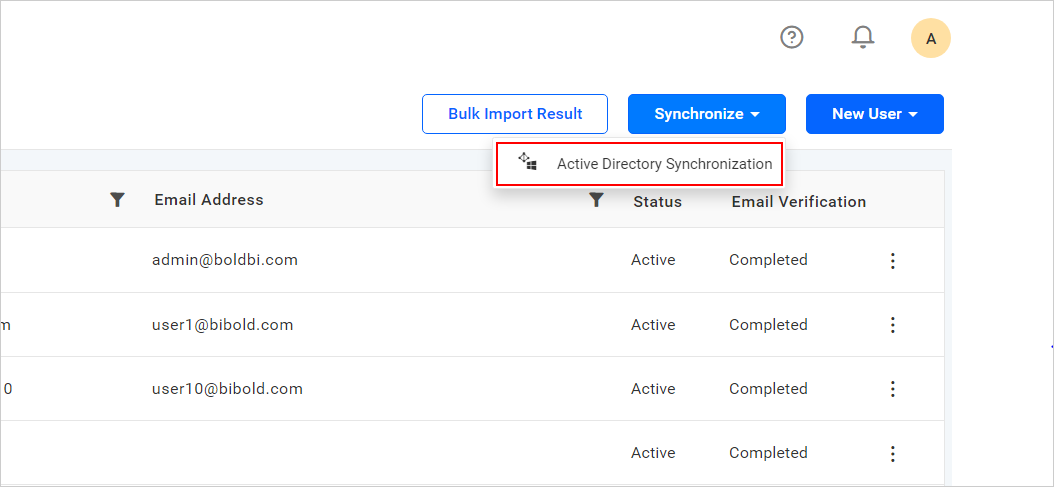 A
Bulk Import Result
Synchronize
New User
Active Directory Synchronization
Email Address
Status
Email Verification
admin@boldbi.com
Active
Completed
m
user1@bibold.com
Active
Completed
10
user10@bibold.com
Active
Completed
Active
Completed